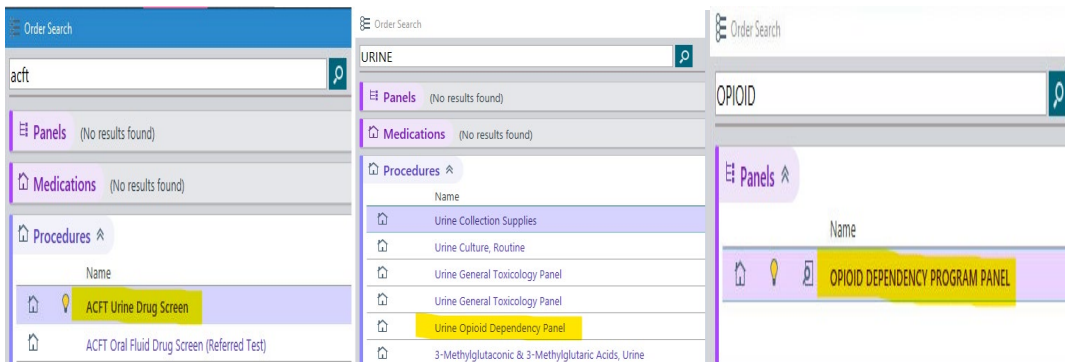 Order Search
acft
Panels (No results found)
Medications (No results found)
Procedures
Name
ACFT Urine Drug Screen
ACFT Oral Fluid Drug Screen (Referred Test)
Order Search
URINE
Panels (No results found)
Medications (No results found)
Procedures
Name
Urine Collection Supplies
Urine Culture, Routine
Urine General Toxicology Panel
Urine General Toxicology Panel
Urine Opioid Dependency Panel
3-Methylglutaconic & 3-Methylglutaric Acids, Urine
Order Search
OPIOID
Panels
Name
OPIOID DEPENDENCY PROGRAM PANEL